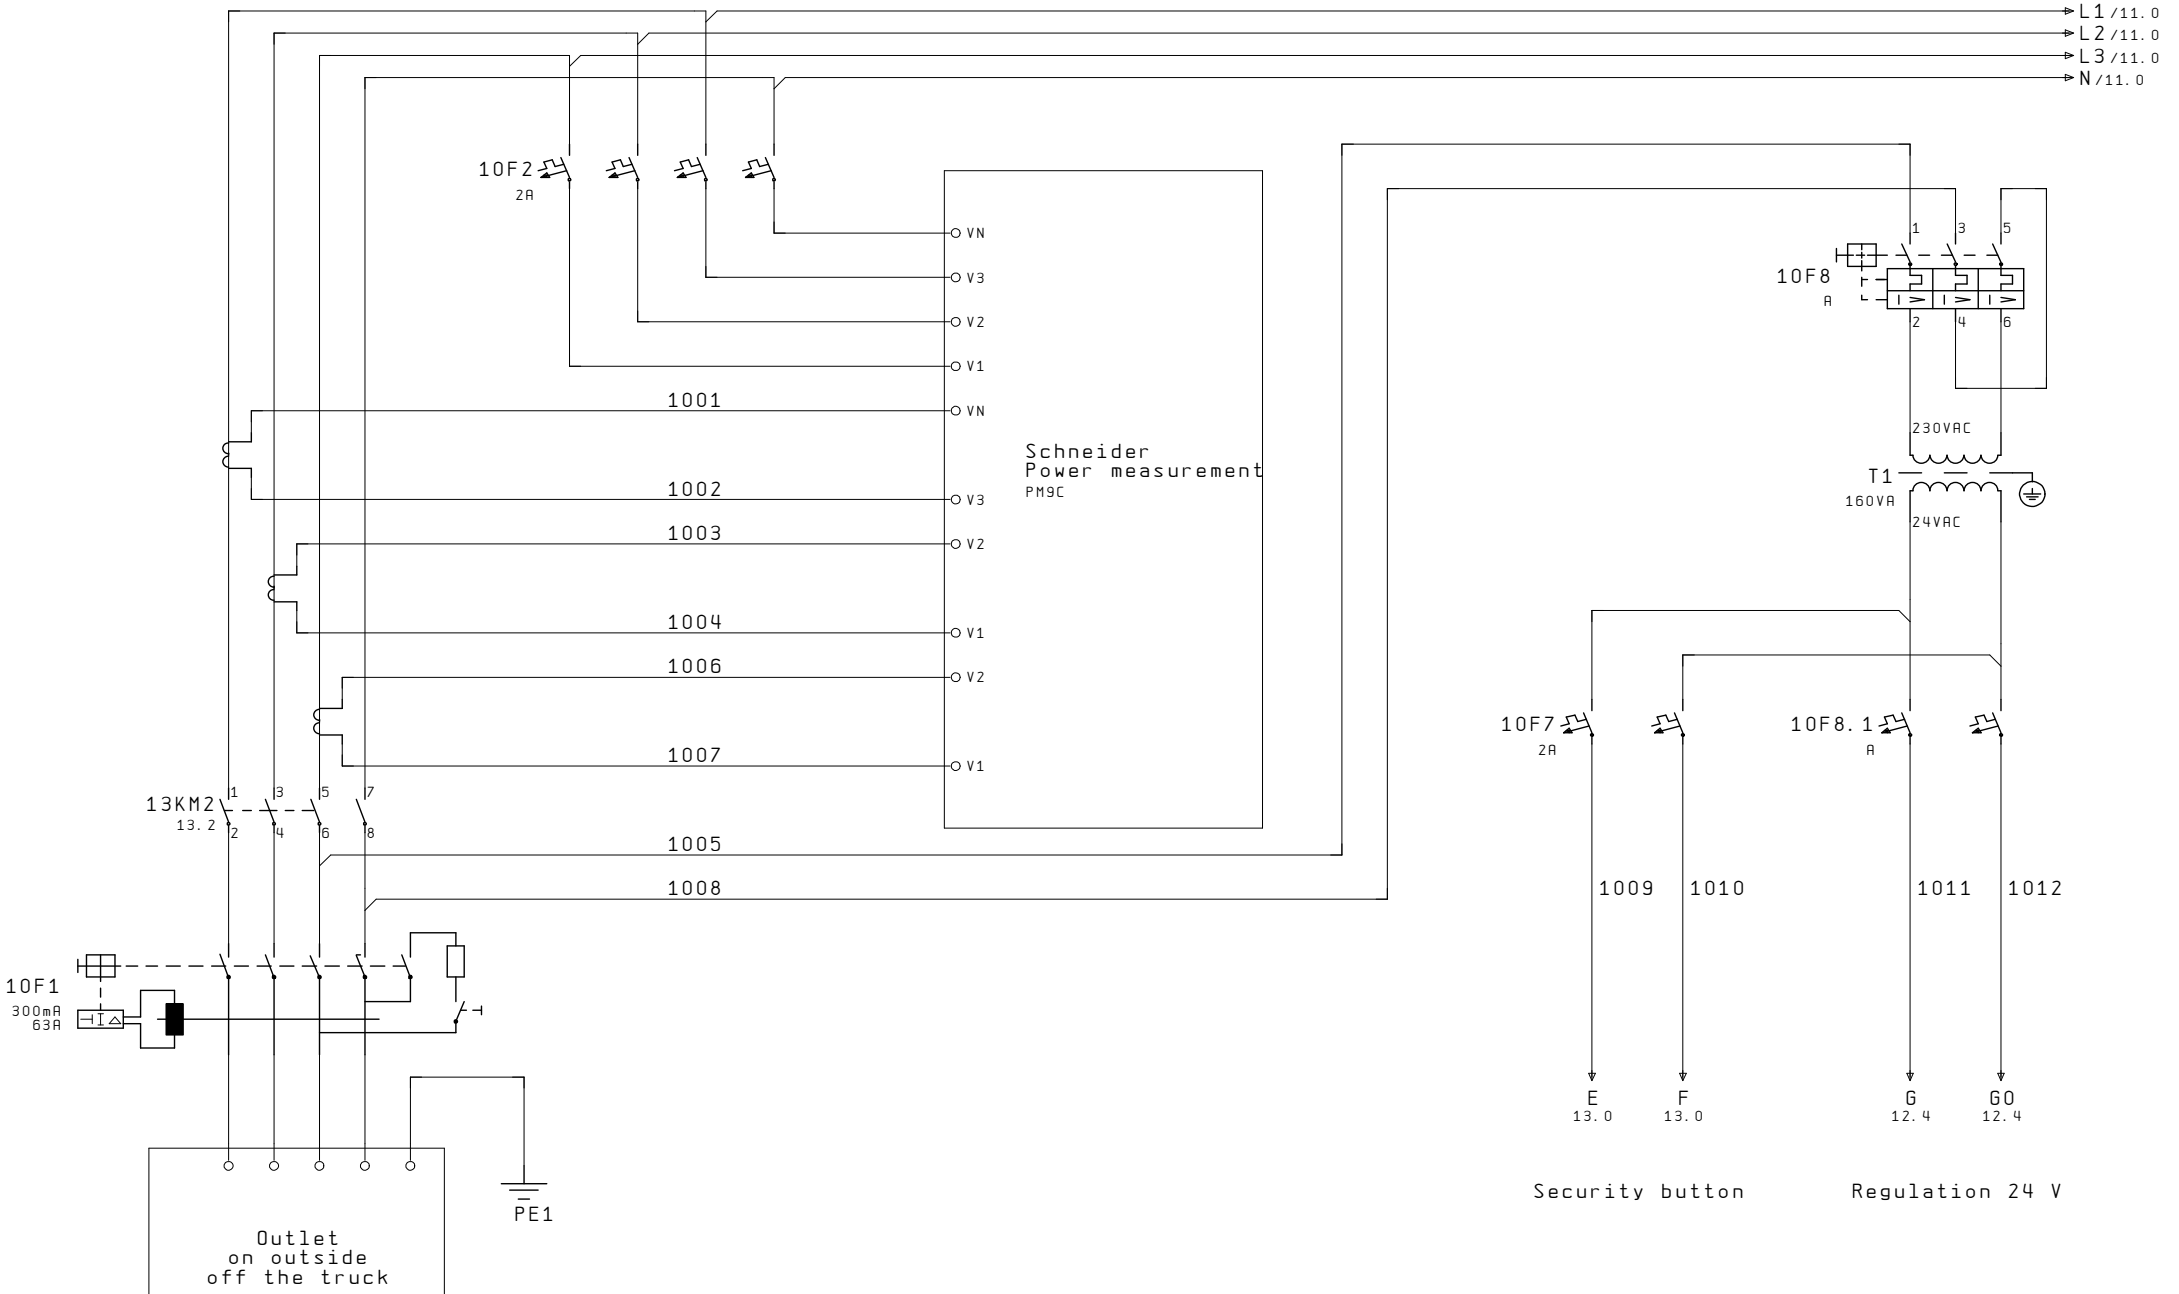 L1 /11.0
L2 /11.0
L3 /11.0
N /11.0
10F2
2A
VN
V3
V2
V1
1001
VN
1002
V3
1003
V2
1004
V1
1006
V2
1007
V1
Schneider
Power measurement
PM9C
1 3 5
10F8
A
2 4 6
230VAC
T1
160VA
24VAC
13KM2
13.2
1 3 5 7
2 4 6 8
1005
1008
10F7
2A
10F8.1
A
1009 1010 1011 1012
10F1
300mA
63A
I
E F G G0
13.0 13.0 12.4 12.4
Security button Regulation 24 V
PE1
Outlet
on outside
off the truck